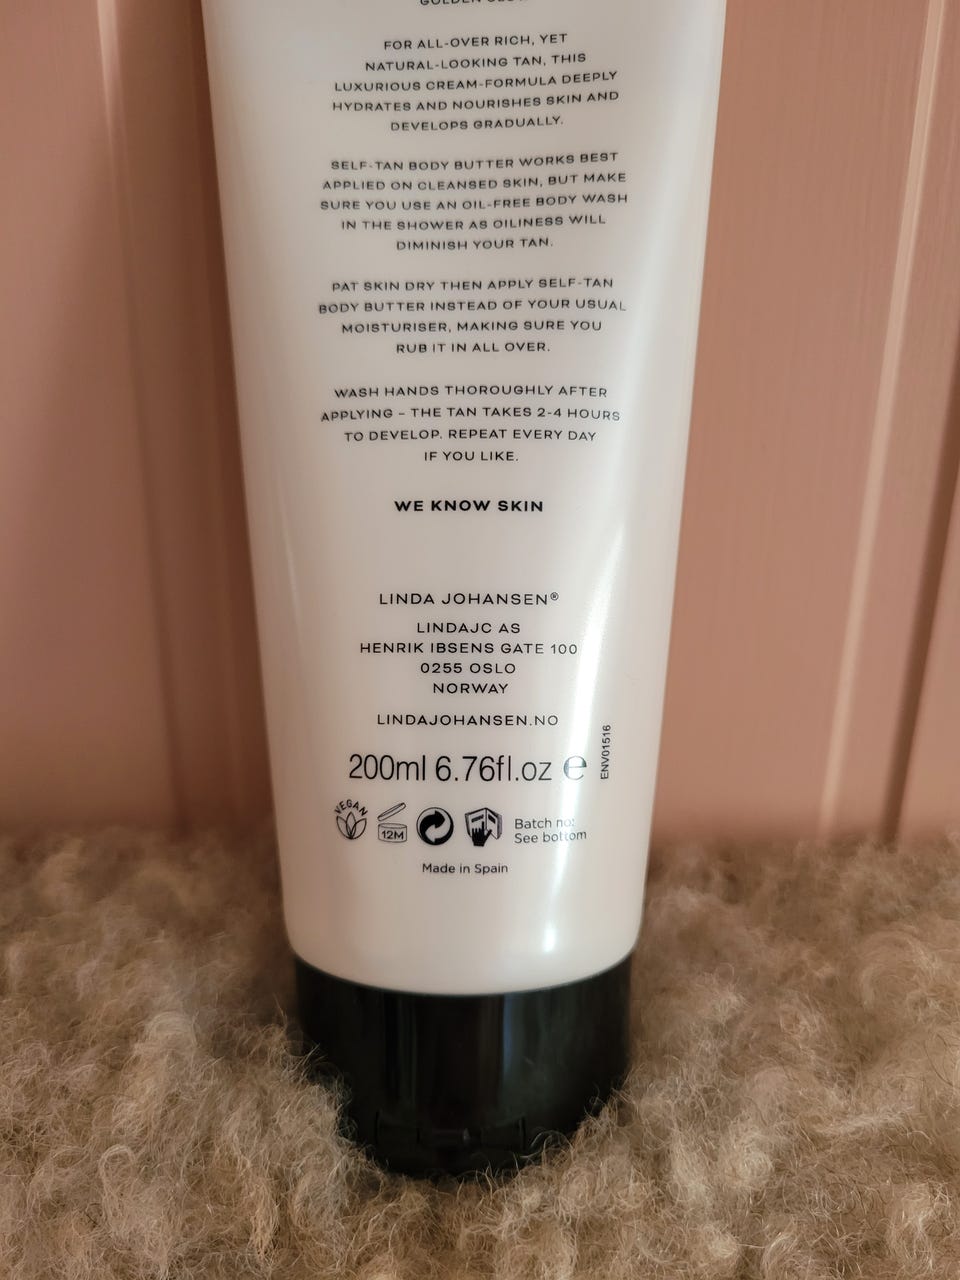 GOLDEN
FOR ALL-OVER RICH, YET
NATURAL-LOOKING TAN, THIS
LUXURIOUS CREAM-FORMULA DEEPLY
HYDRATES AND NOURISHES SKIN AND
DEVELOPS GRADUALLY.
SELF-TAN BODY BUTTER WORKS BEST
APPLIED ON CLEANSED SKIN, BUT MAKE
SURE YOU USE AN OIL-FREE BODY WASH
IN THE SHOWER AS OILINESS WILL
DIMINISH YOUR TAN.
PAT SKIN DRY THEN APPLY SELF-TAN
BODY BUTTER INSTEAD OF YOUR USUAL
MOISTURISER, MAKING SURE YOU
RUB IT IN ALL OVER.
WASH HANDS THOROUGHLY AFTER
APPLYING – THE TAN TAKES 2-4 HOURS
TO DEVELOP. REPEAT EVERY DAY
IF YOU LIKE.
WE KNOW SKIN
LINDA JOHANSEN®
LINDAJC AS
HENRIK IBSENS GATE 100
0255 OSLO
NORWAY
LINDAJOHANSEN.NO
200ml 6.76fl.oz ℮
ENV01516
VEGAN
12M
Batch no:
See bottom
Made in Spain